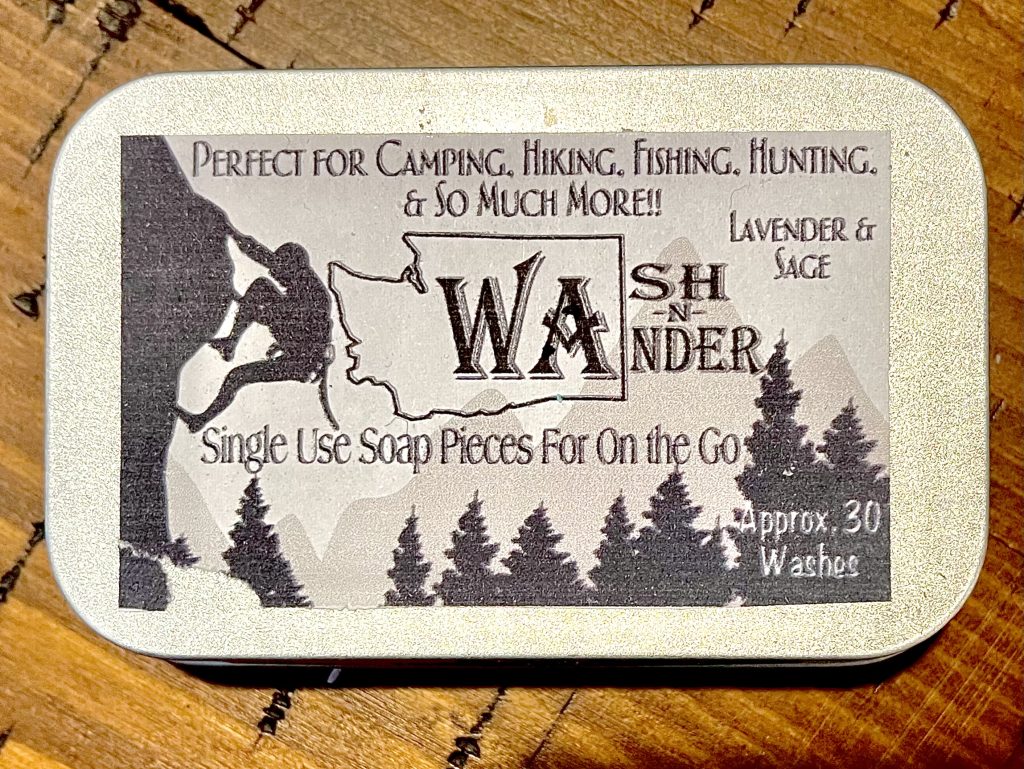 Perfect for Camping, Hiking, Fishing, Hunting,
& So Much More!!
Lavender &
Sage
WASH
-N-
WANDER
Single Use Soap Pieces For On the Go
Approx. 30
Washes